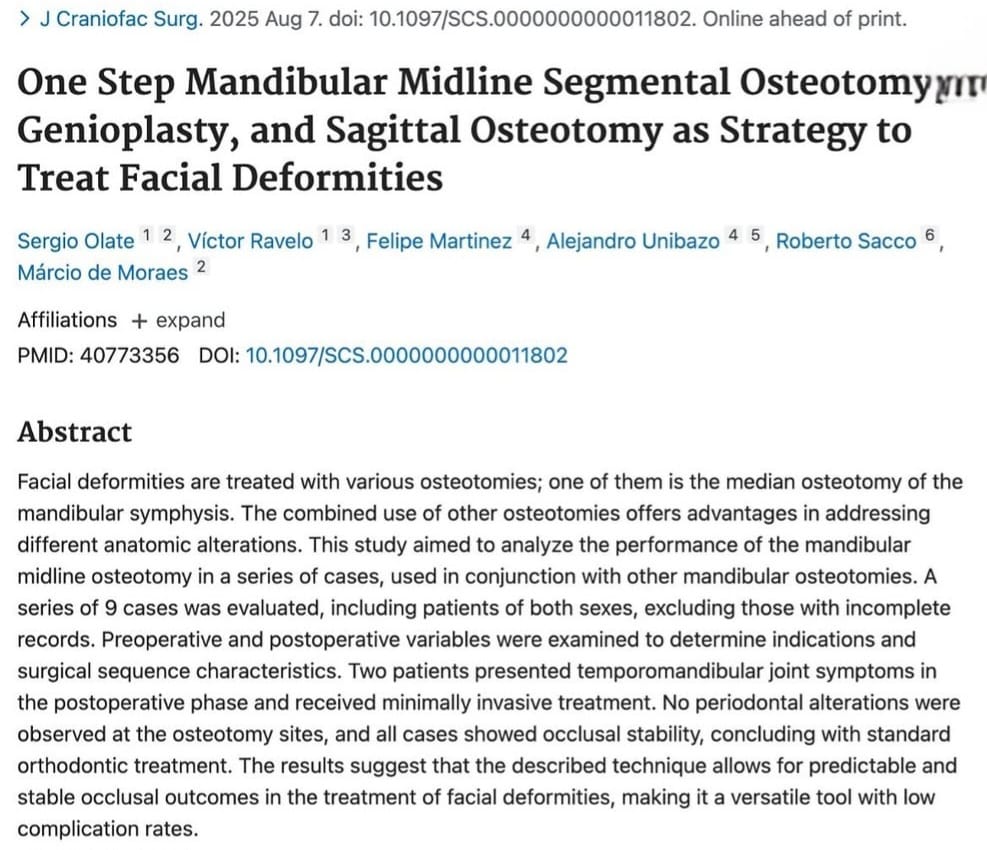 > J Craniofac Surg. 2025 Aug 7. doi: 10.1097/SCS.0000000000011802. Online ahead of print.
One Step Mandibular Midline Segmental Osteotomy
Genioplasty, and Sagittal Osteotomy as Strategy to
Treat Facial Deformities
Sergio Olate 1 2, Víctor Ravelo 1 3, Felipe Martinez 4, Alejandro Unibazo 4 5, Roberto Sacco 6,
Márcio de Moraes 2
Affiliations + expand
PMID: 40773356 DOI: 10.1097/SCS.0000000000011802
Abstract
Facial deformities are treated with various osteotomies; one of them is the median osteotomy of the
mandibular symphysis. The combined use of other osteotomies offers advantages in addressing
different anatomic alterations. This study aimed to analyze the performance of the mandibular
midline osteotomy in a series of cases, used in conjunction with other mandibular osteotomies. A
series of 9 cases was evaluated, including patients of both sexes, excluding those with incomplete
records. Preoperative and postoperative variables were examined to determine indications and
surgical sequence characteristics. Two patients presented temporomandibular joint symptoms in
the postoperative phase and received minimally invasive treatment. No periodontal alterations were
observed at the osteotomy sites, and all cases showed occlusal stability, concluding with standard
orthodontic treatment. The results suggest that the described technique allows for predictable and
stable occlusal outcomes in the treatment of facial deformities, making it a versatile tool with low
complication rates.